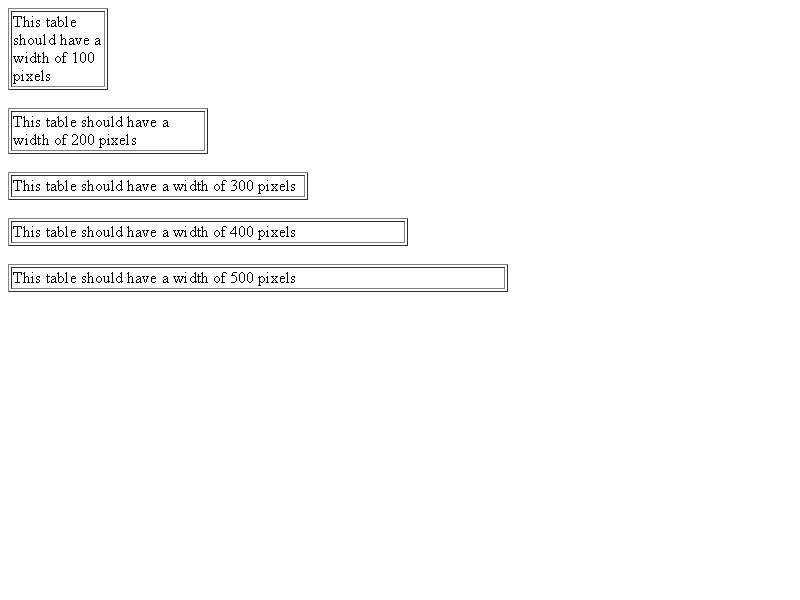 This table
should have a
width of 100
pixels
This table should have a
width of 200 pixels
This table should have a width of 300 pixels
This table should have a width of 400 pixels
This table should have a width of 500 pixels